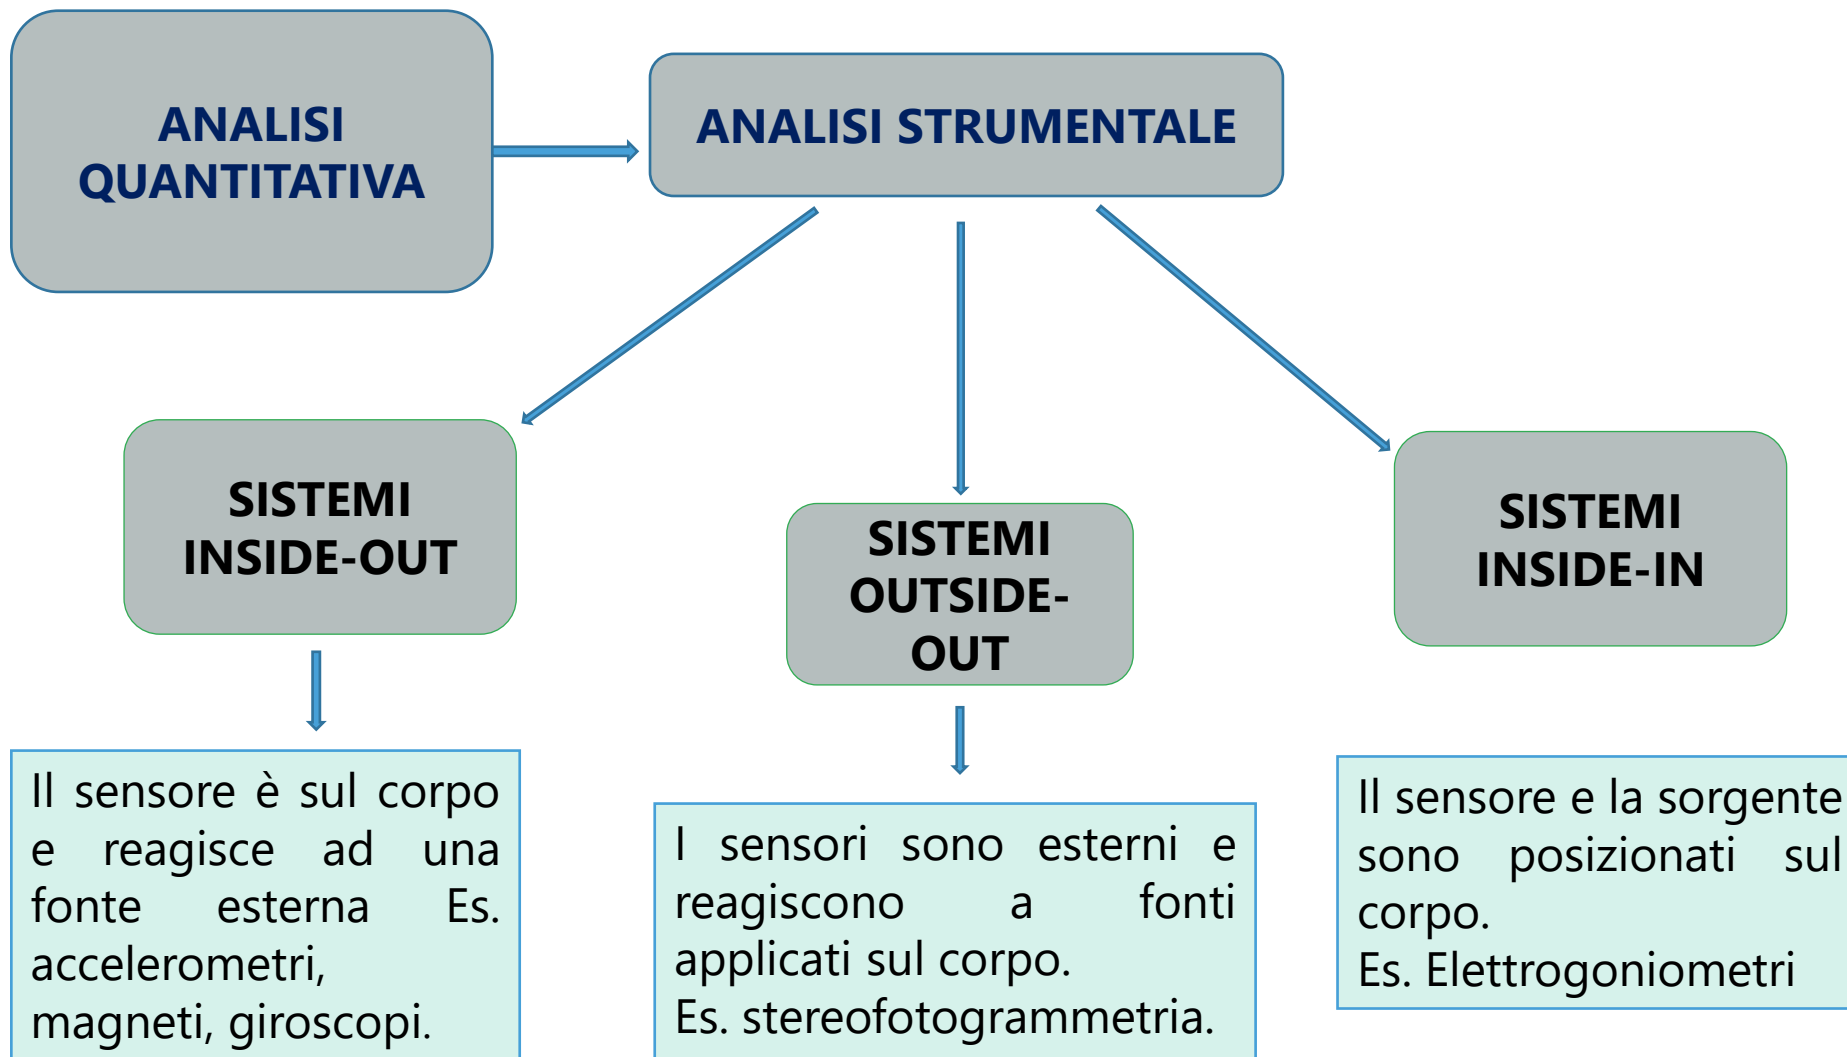 ANALISI
QUANTITATIVA
ANALISI STRUMENTALE
SISTEMI
INSIDE-OUT
SISTEMI
OUTSIDE-
OUT
SISTEMI
INSIDE-IN
Il sensore è sul corpo
e reagisce ad una
fonte esterna Es.
accelerometri,
magneti, giroscopi.
I sensori sono esterni e
reagiscono a fonti
applicati sul corpo.
Es. stereofotogrammetria.
Il sensore e la sorgente
sono posizionati sul
corpo.
Es. Elettrogoniometri